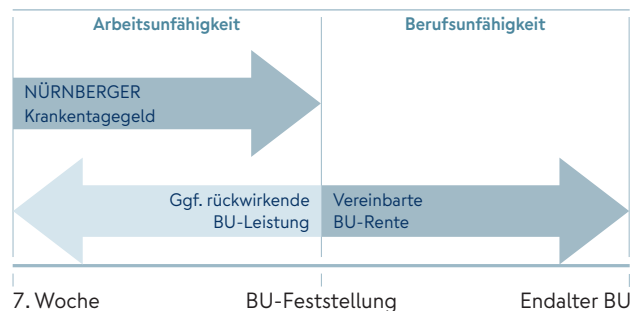 Arbeitsunfähigkeit
Berufsunfähigkeit
NÜRNBERGER
Krankentagegeld
Ggf. rückwirkende
BU-Leistung
Vereinbarte
BU-Rente
7. Woche
BU-Feststellung
Endalter BU